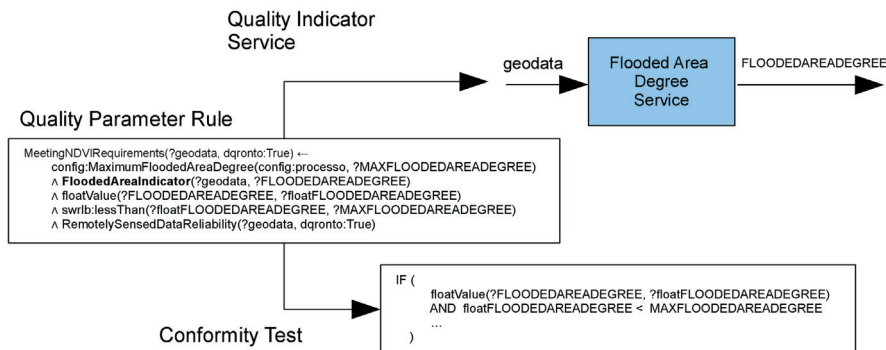 Quality Indicator
Service
geodata
Flooded Area
Degree
Service
FLOODEDAREADEGREE
Quality Parameter Rule
MeetingNDVIRequirements(?geodata, dqronto:True) ←
config:MaximumFloodedAreaDegree(config:processo, ?MAXFLOODEDAREADEGREE)
∧ FloodedAreaIndicator(?geodata, ?FLOODEDAREADEGREE)
∧ floatValue(?FLOODEDAREADEGREE, ?floatFLOODEDAREADEGREE)
∧ swrlb:lessThan(?floatFLOODEDAREADEGREE, ?MAXFLOODEDAREADEGREE)
∧ RemotelySensedDataReliability(?geodata, dqronto:True)
IF (
floatValue(?FLOODEDAREADEGREE, ?floatFLOODEDAREADEGREE)
AND floatFLOODEDAREADEGREE < MAXFLOODEDAREADEGREE
...
)
Conformity Test